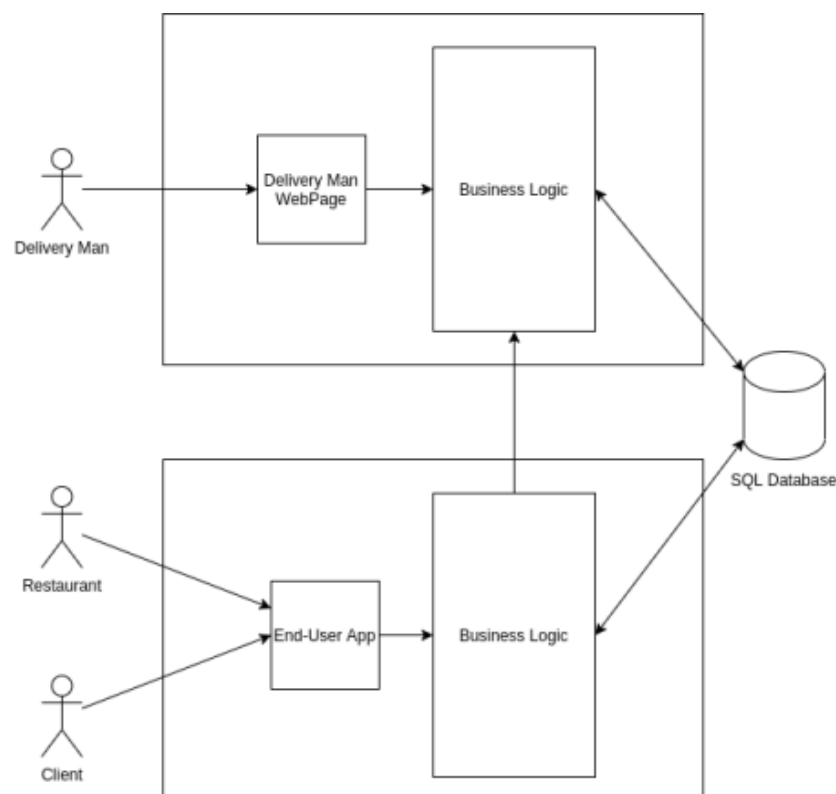 Delivery Man
WebPage
Business Logic
Delivery Man
SQL Database
Restaurant
End-User App
Business Logic
Client